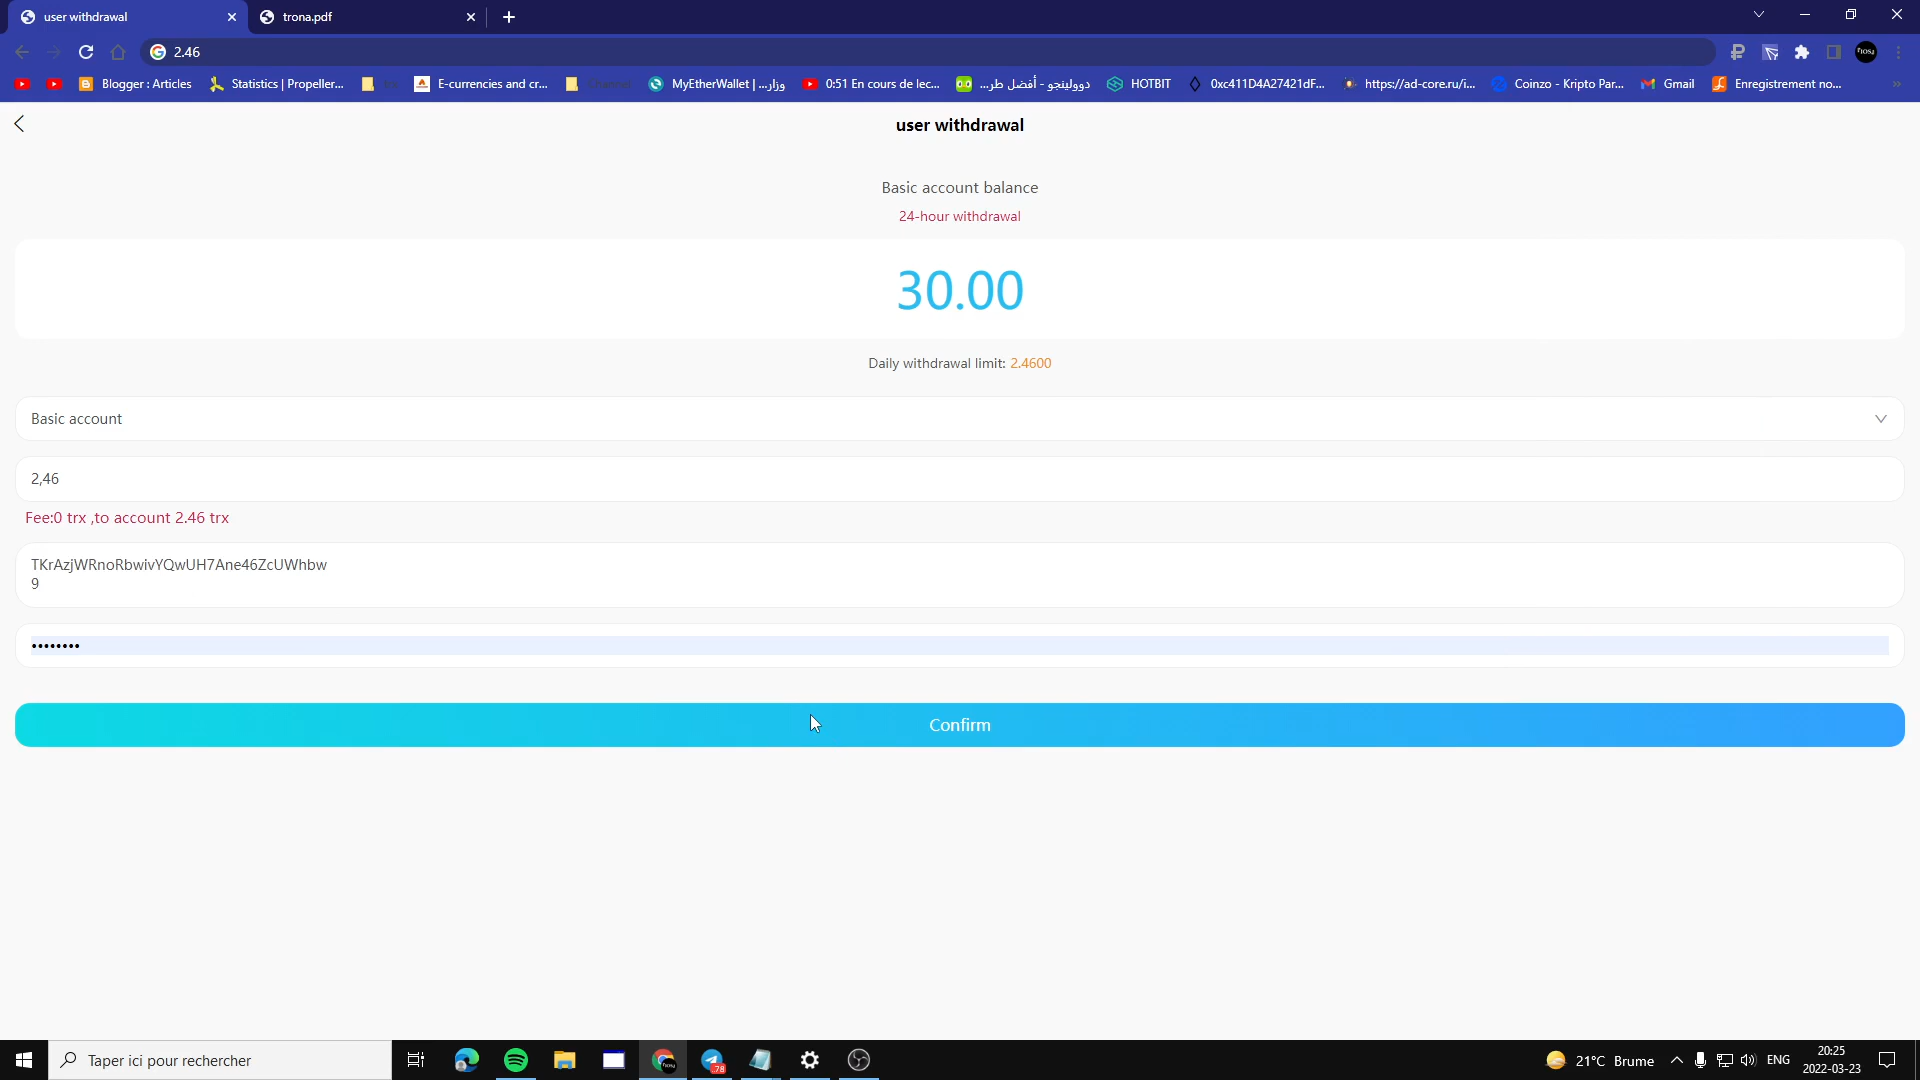 user withdrawal
trona.pdf
2.46
Blogger : Articles
Statistics | Propeller...
E-currencies and cr...
Channel
MyEtherWallet | ...وزار
0:51 En cours de lec...
دوولينجو - أفضل طر...
HOTBIT
0xc411D4A27421dF...
https://ad-core.ru/i...
Coinzo - Kripto Par...
Gmail
Enregistrement no...
user withdrawal
Basic account balance
24-hour withdrawal
30.00
Daily withdrawal limit: 2.4600
Basic account
2,46
Fee:0 trx ,to account 2.46 trx
TKrAzjWRnoRbwivYQwUH7Ane46ZcUWhbw
9
••••••••
Confirm
Taper ici pour rechercher
78
21°C Brume
ENG
20:25
2022-03-23